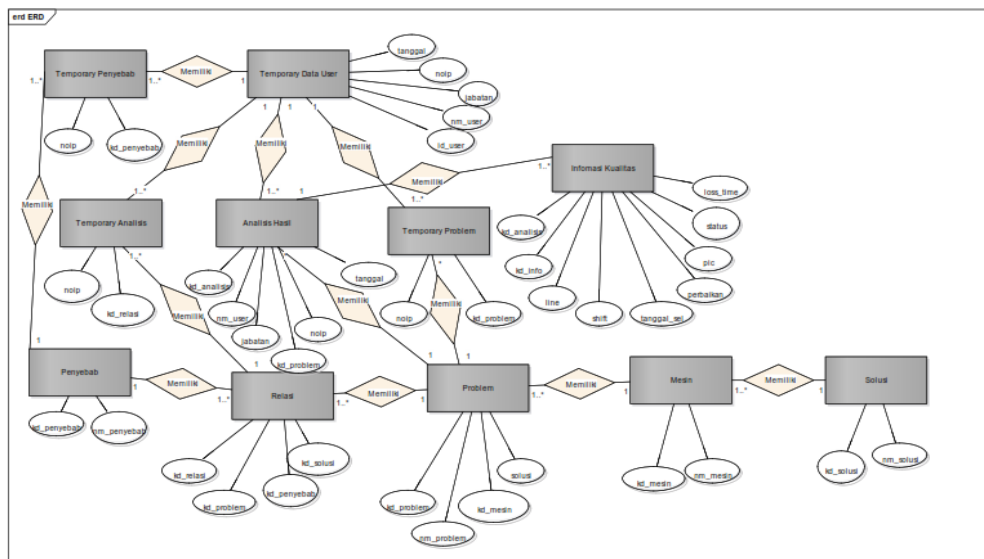 erd ERD
Temporary Penyebab
1..*
1..*
Memiliki
1
Temporary Data User
tanggal
noip
jabatan
nm_user
id_user
noip
kd_penyebab
1
1
1
Memiliki
Memiliki
Memiliki
Memiliki
1..*
1..*
1
Memiliki
1..*
1..*
Infomasi Kualitas
loss_time
status
pic
perbaikan
tanggal_sel
shift
line
kd_info
kd_analisis
Temporary Analisis
noip
kd_relasi
1..*
Memiliki
1
Analisis Hasil
kd_analisis
nm_user
jabatan
kd_problem
noip
tanggal
Memiliki
1
Temporary Problem
noip
kd_problem
*
Memiliki
1
1
Penyebab
kd_penyebab
nm_penyebab
1
Memiliki
1..*
Relasi
kd_relasi
kd_problem
kd_penyebab
kd_solusi
1..*
Memiliki
1
Problem
kd_problem
nm_problem
kd_mesin
solusi
1..*
Memiliki
1
Mesin
kd_mesin
nm_mesin
1..*
Memiliki
1
Solusi
kd_solusi
nm_solusi